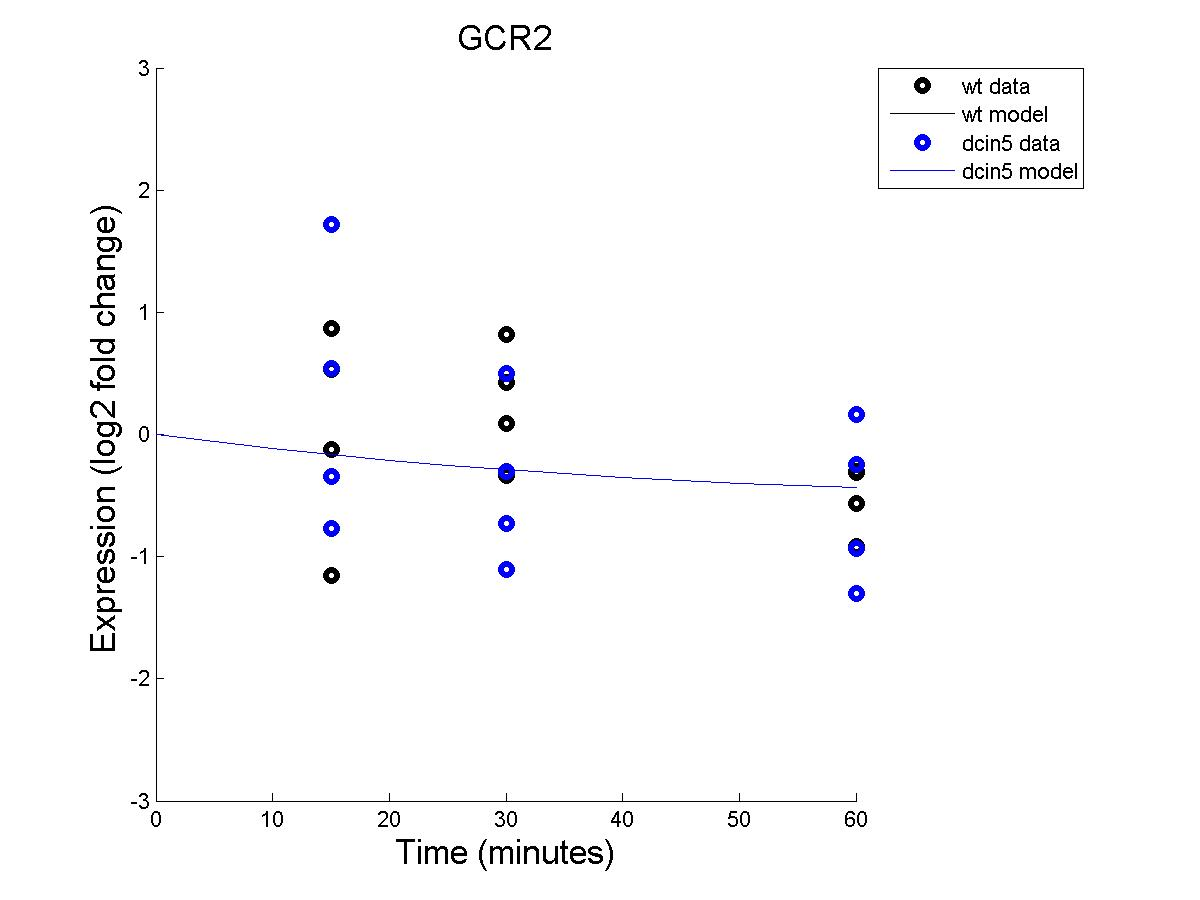 GCR2
wt data
wt model
dcin5 data
dcin5 model
Expression (log2 fold change)
3
2
1
0
-1
-2
-3
0 10 20 30 40 50 60
Time (minutes)